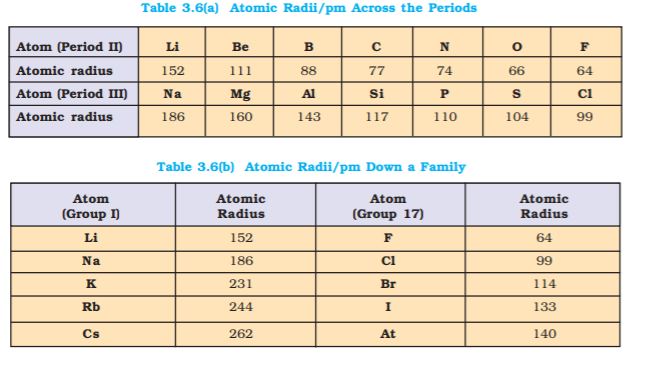 Table 3.6(a) Atomic Radii/pm Across the Periods
Atom (Period II) Li Be B C N O F
Atomic radius 152 111 88 77 74 66 64
Atom (Period III) Na Mg Al Si P S Cl
Atomic radius 186 160 143 117 110 104 99
Table 3.6(b) Atomic Radii/pm Down a Family
Atom Atomic Atom Atomic
(Group I) Radius (Group 17) Radius
Li 152 F 64
Na 186 Cl 99
K 231 Br 114
Rb 244 I 133
Cs 262 At 140